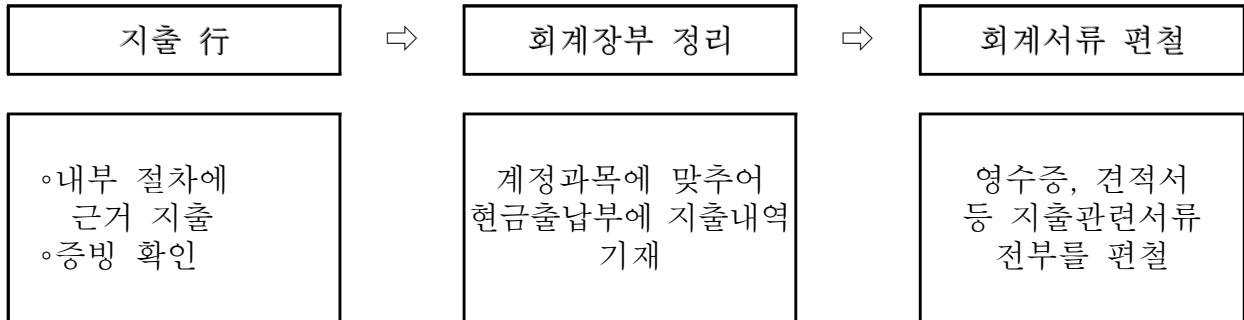 지출 行 ⇨ 회계장부 정리 ⇨ 회계서류 편철
◦내부 절차에
근거 지출
◦증빙 확인
계정과목에 맞추어
현금출납부에 지출내역
기재
영수증, 견적서
등 지출관련서류
전부를 편철